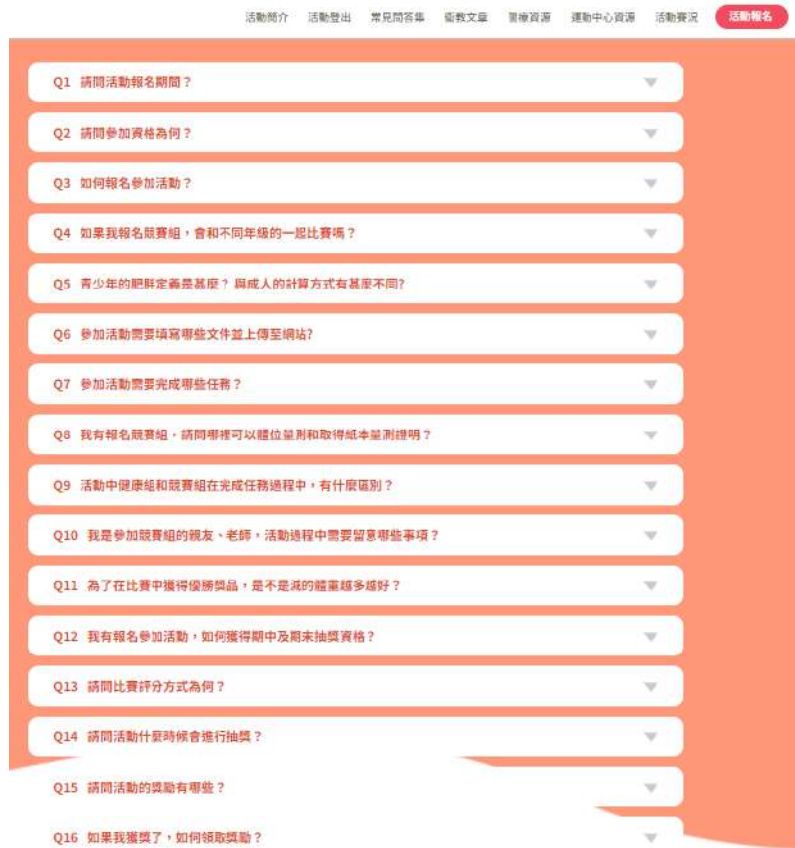 活動簡介 活動登出 常見問答集 衛教文章 醫療資源 運動中心資源 活動賽況 活動報名
Q1 請問活動報名期間？
Q2 請問參加資格為何？
Q3 如何報名參加活動？
Q4 如果我報名競賽組，會和不同年級的一起比賽嗎？
Q5 青少年的肥胖定義是甚麼？與成人的計算方式有甚麼不同?
Q6 參加活動需要填寫哪些文件並上傳至網站?
Q7 參加活動需要完成哪些任務？
Q8 我有報名競賽組，請問哪裡可以體位量測和取得紙本量測證明？
Q9 活動中健康組和競賽組在完成任務過程中，有什麼區別？
Q10 我是參加競賽組的親友、老師，活動過程中需要留意哪些事項？
Q11 為了在比賽中獲得優勝獎品，是不是減的體重越多越好？
Q12 我有報名參加活動，如何獲得期中及期末抽獎資格？
Q13 請問比賽評分方式為何？
Q14 請問活動什麼時候會進行抽獎？
Q15 請問活動的獎勵有哪些？
Q16 如果我獲獎了，如何領取獎勵？